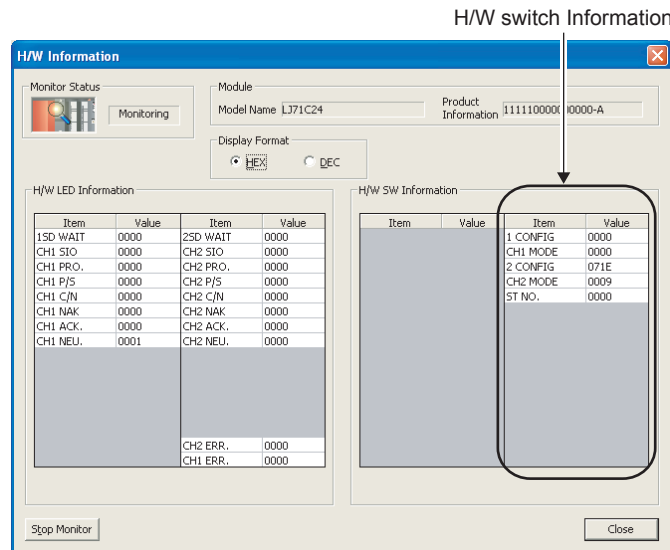 H/W switch Information
H/W Information
Monitor Status
Monitoring
Module
Model Name LJ71C24
Product Information 111110000000000-A
Display Format
HEX DEC
H/W LED Information
Item Value Item Value
1SD WAIT 0000 2SD WAIT 0000
CH1 SIO 0000 CH2 SIO 0000
CH1 PRO. 0000 CH2 PRO. 0000
CH1 P/S 0000 CH2 P/S 0000
CH1 C/N 0000 CH2 C/N 0000
CH1 NAK 0000 CH2 NAK 0000
CH1 ACK. 0000 CH2 ACK. 0000
CH1 NEU. 0001 CH2 NEU. 0000
CH2 ERR. 0000
CH1 ERR. 0000
H/W SW Information
Item Value Item Value
1 CONFIG 0000
CH1 MODE 0000
2 CONFIG 071E
CH2 MODE 0009
ST NO. 0000
Stop Monitor
Close